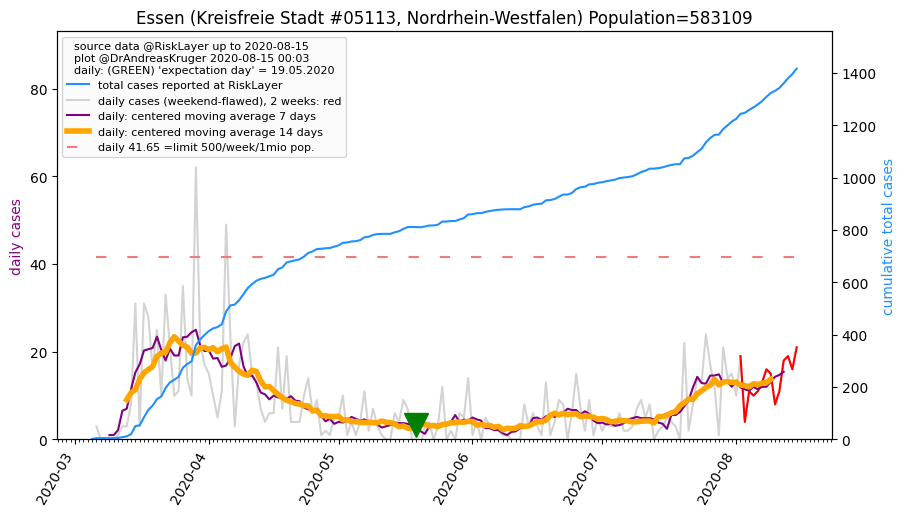 Essen (Kreisfreie Stadt #05113, Nordrhein-Westfalen) Population=583109
source data @RiskLayer up to 2020-08-15
plot @DrAndreasKruger 2020-08-15 00:03
daily: (GREEN) 'expectation day' = 19.05.2020
total cases reported at RiskLayer
daily cases (weekend-flawed), 2 weeks: red
daily: centered moving average 7 days
daily: centered moving average 14 days
daily 41.65 =limit 500/week/1mio pop.
daily cases
80
60
40
20
0
cumulative total cases
1400
1200
1000
800
600
400
200
0
2020-03
2020-04
2020-05
2020-06
2020-07
2020-08